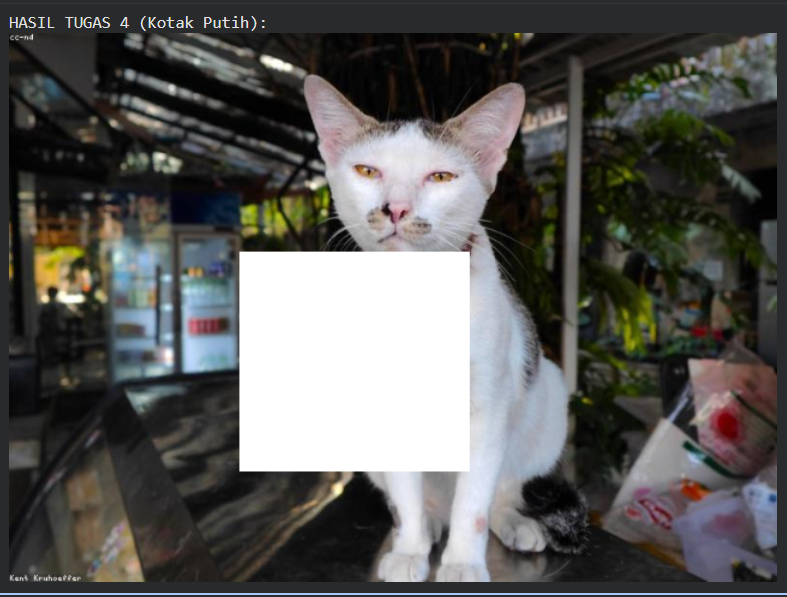 HASIL TUGAS 4 (Kotak Putih):
cc-nd
Kent Kruhoeffer